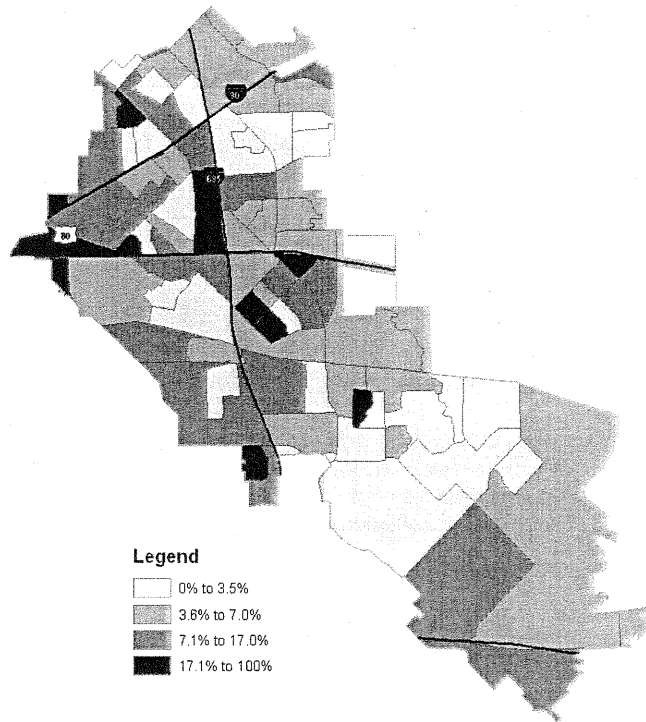 30
635
80
Legend
0% to 3.5%
3.6% to 7.0%
7.1% to 17.0%
17.1% to 100%